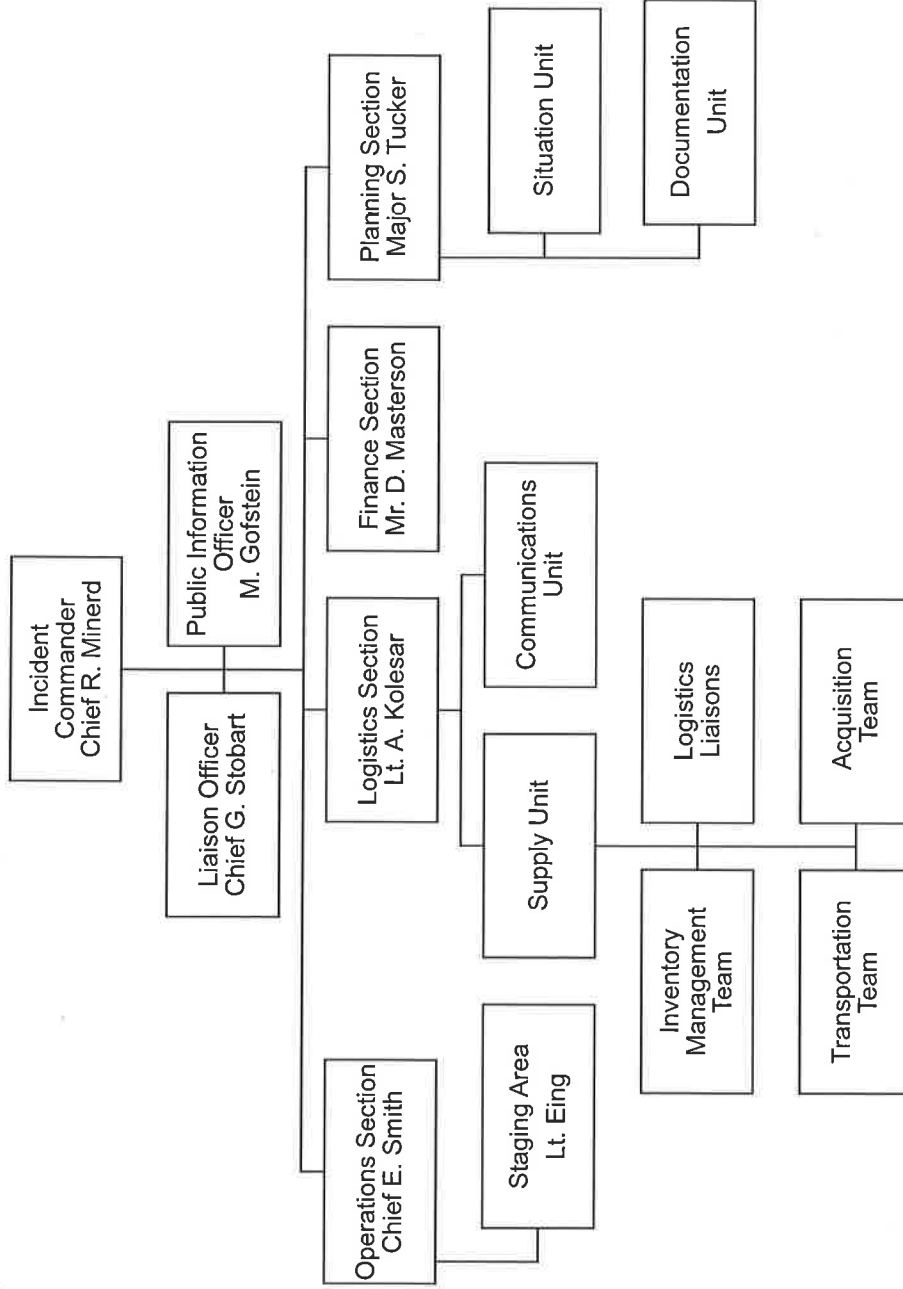 Incident
Commander
Chief R. Minerd
Liaison Officer
Chief G. Stobart
Public Information
Officer
M. Gofstein
Operations Section
Chief E. Smith
Logistics Section
Lt. A. Kolesar
Finance Section
Mr. D. Masterson
Planning Section
Major S. Tucker
Staging Area
Lt. Eing
Supply Unit
Communications
Unit
Situation Unit
Inventory
Management
Team
Logistics
Liaisons
Documentation
Unit
Transportation
Team
Acquisition
Team